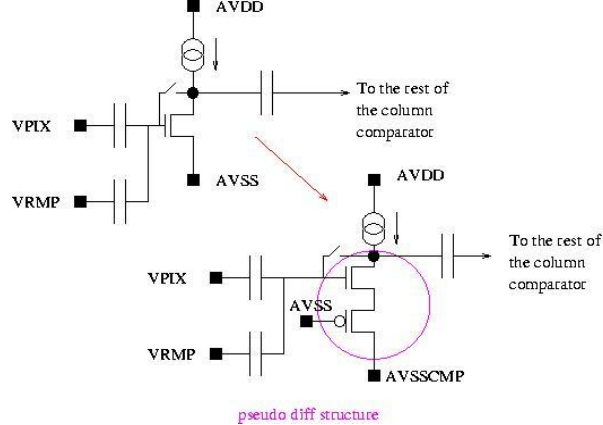 AVDD
To the rest of
the column
comparator
VPIX
VRMP
AVSS
AVDD
To the rest of
the column
comparator
VPIX
AVSS
VRMP
AVSSCMP
pseudo diff structure